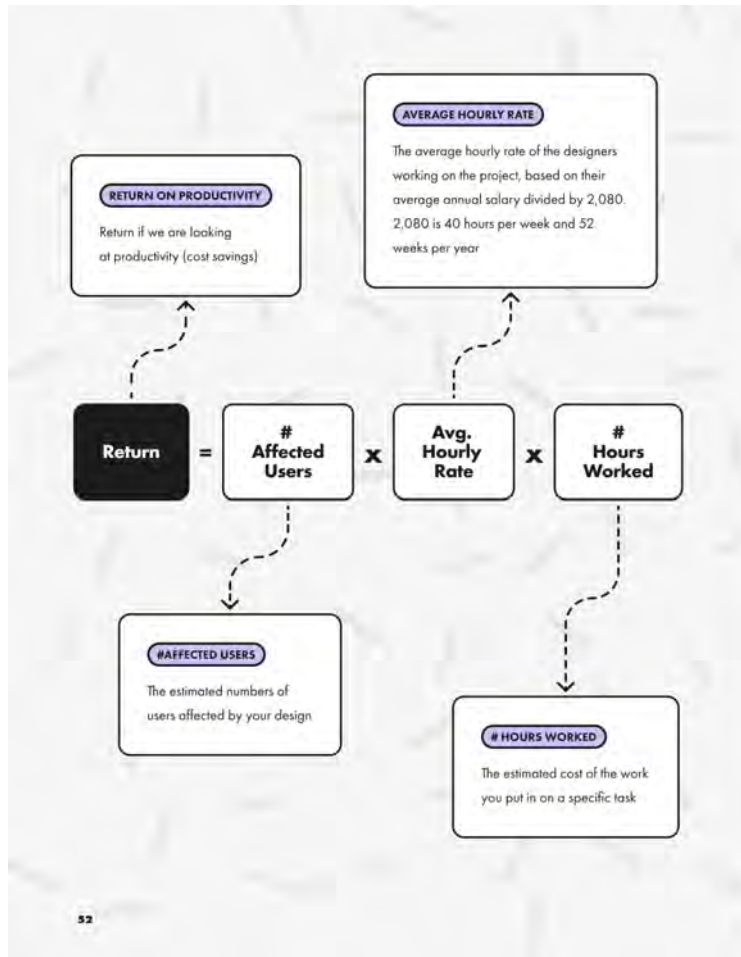 AVERAGE HOURLY RATE
The average hourly rate of the designers
working on the project, based on their
average annual salary divided by 2,080.
2,080 is 40 hours per week and 52
weeks per year
RETURN ON PRODUCTIVITY
Return if we are looking
at productivity (cost savings)
Return
=
#
Affected
Users
x
Avg.
Hourly
Rate
x
#
Hours
Worked
#AFFECTED USERS
The estimated numbers of
users affected by your design
# HOURS WORKED
The estimated cost of the work
you put in on a specific task
52